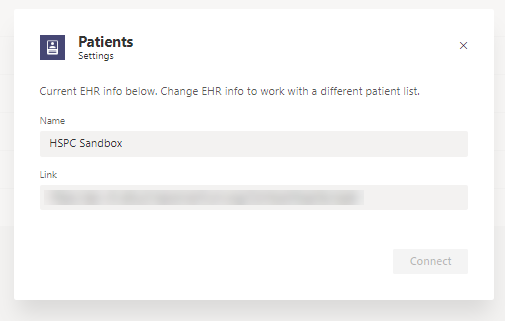 Patients
Settings
Current EHR info below. Change EHR info to work with a different patient list.
Name
HSPC Sandbox
Link
Connect